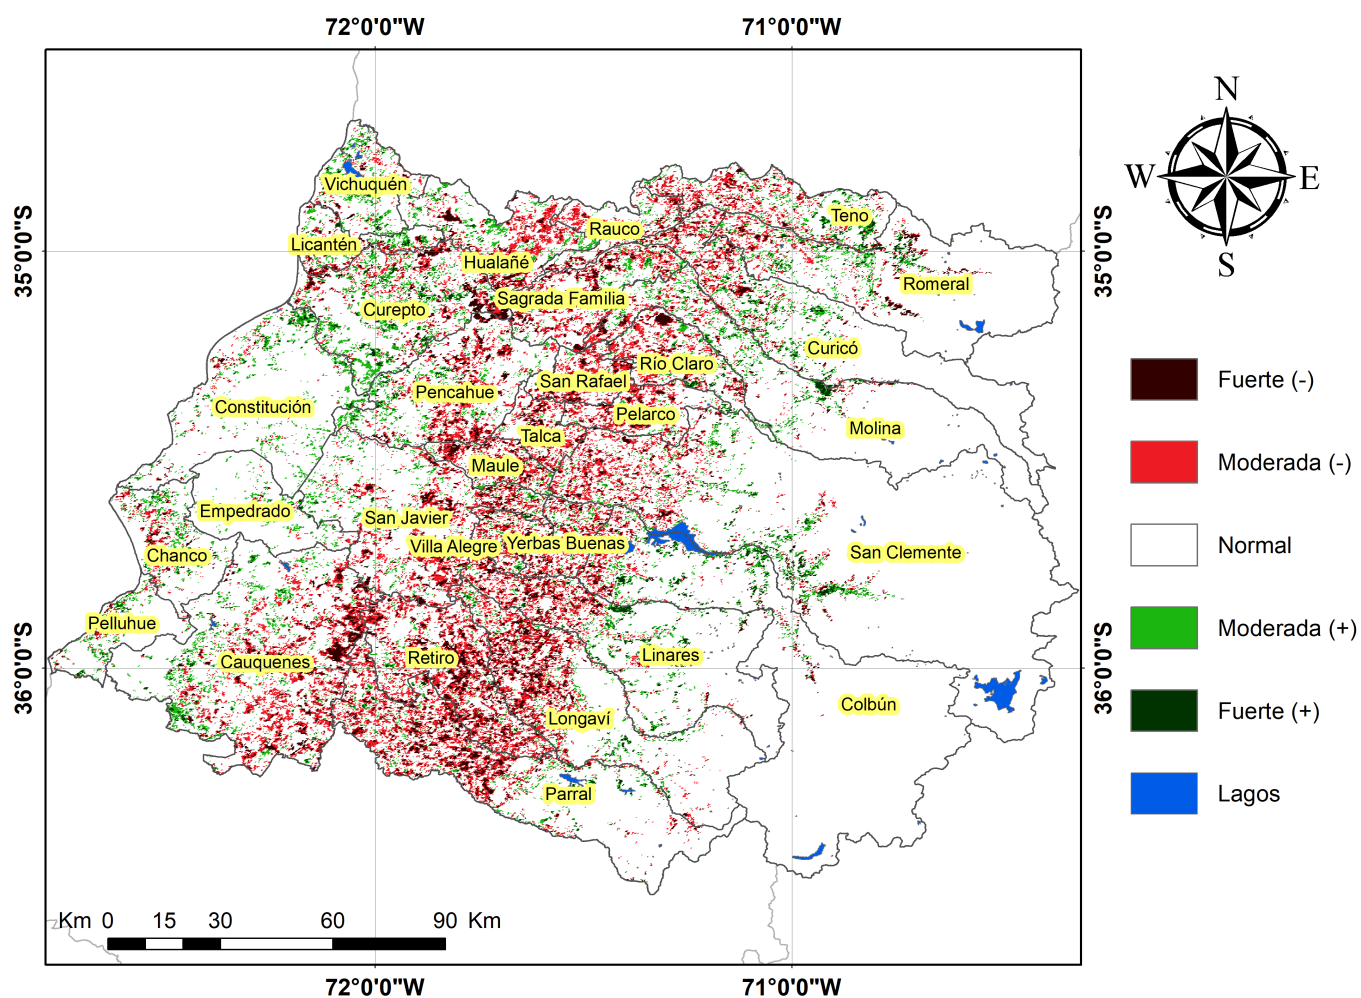 72°0'0"W
71°0'0"W
N
W
E
S
35°0'0"S
35°0'0"S
36°0'0"S
36°0'0"S
Vichuquén
Teno
Rauco
Licantén
Hualañé
Romeral
Sagrada Familia
Curepto
Curicó
Río Claro
San Rafael
Pencahue
Constitución
Pelarco
Molina
Talca
Maule
Empedrado
San Javier
Villa Alegre
Yerbas Buenas
San Clemente
Chanco
Pelluhue
Cauquenes
Retiro
Linares
Colbún
Longaví
Parral
Fuerte (-)
Moderada (-)
Normal
Moderada (+)
Fuerte (+)
Lagos
Km 0 15 30 60 90 Km
72°0'0"W
71°0'0"W